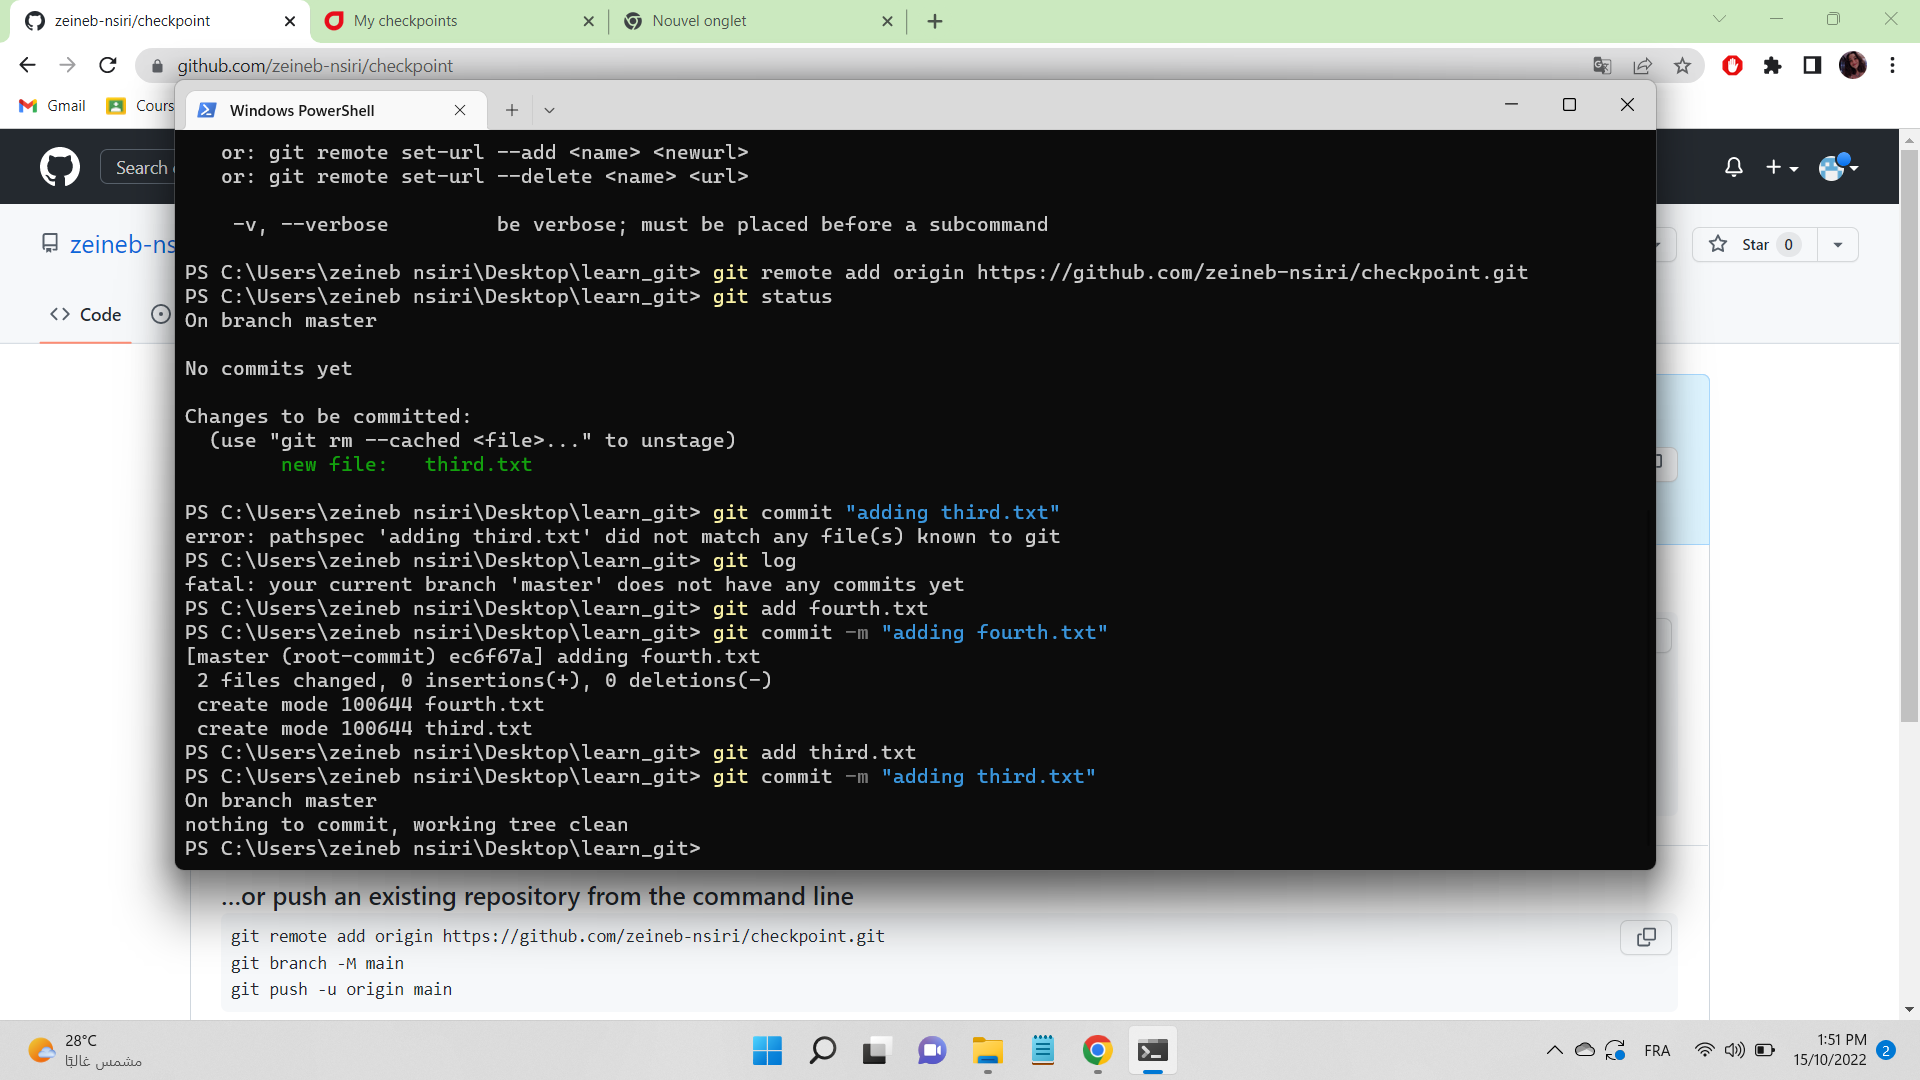 zeineb-nsiri/checkpoint
My checkpoints
Nouvel onglet
github.com/zeineb-nsiri/checkpoint
Gmail
Cours
Windows PowerShell
Search
zeineb-ns
Star 0
Code
or: git remote set-url --add <name> <newurl>
or: git remote set-url --delete <name> <url>
-v, --verbose be verbose; must be placed before a subcommand
PS C:\Users\zeineb nsiri\Desktop\learn_git> git remote add origin https://github.com/zeineb-nsiri/checkpoint.git
PS C:\Users\zeineb nsiri\Desktop\learn_git> git status
On branch master
No commits yet
Changes to be committed:
(use "git rm --cached <file>..." to unstage)
new file: third.txt
PS C:\Users\zeineb nsiri\Desktop\learn_git> git commit "adding third.txt"
error: pathspec 'adding third.txt' did not match any file(s) known to git
PS C:\Users\zeineb nsiri\Desktop\learn_git> git log
fatal: your current branch 'master' does not have any commits yet
PS C:\Users\zeineb nsiri\Desktop\learn_git> git add fourth.txt
PS C:\Users\zeineb nsiri\Desktop\learn_git> git commit -m "adding fourth.txt"
[master (root-commit) ec6f67a] adding fourth.txt
2 files changed, 0 insertions(+), 0 deletions(-)
create mode 100644 fourth.txt
create mode 100644 third.txt
PS C:\Users\zeineb nsiri\Desktop\learn_git> git add third.txt
PS C:\Users\zeineb nsiri\Desktop\learn_git> git commit -m "adding third.txt"
On branch master
nothing to commit, working tree clean
PS C:\Users\zeineb nsiri\Desktop\learn_git>
...or push an existing repository from the command line
git remote add origin https://github.com/zeineb-nsiri/checkpoint.git
git branch -M main
git push -u origin main
28°C
مشمس غالبًا
FRA
1:51 PM
15/10/2022
2